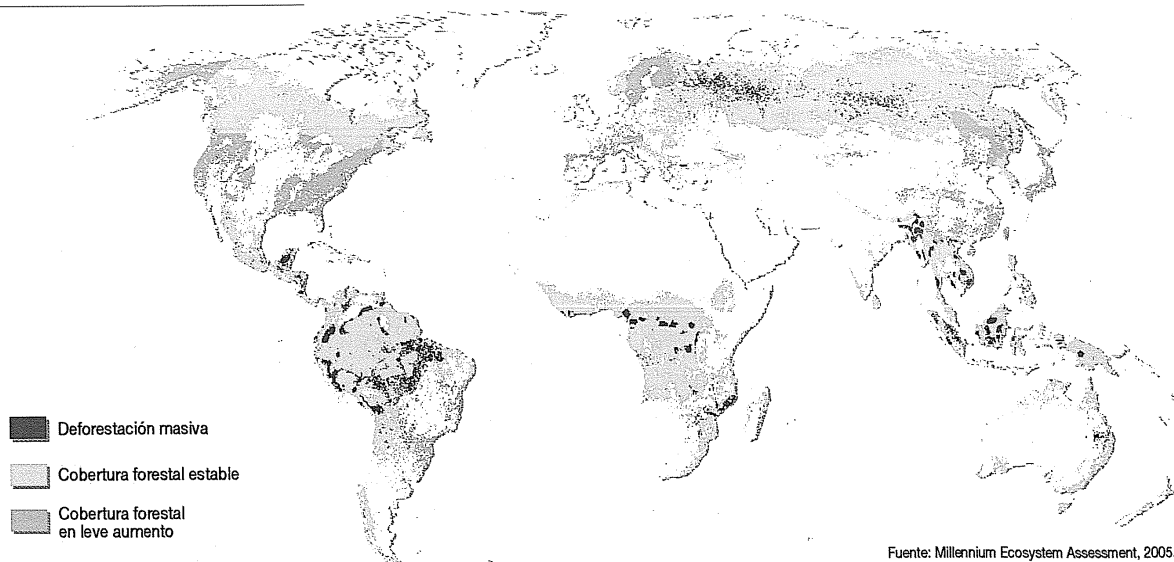 Deforestación masiva
Cobertura forestal estable
Cobertura forestal
en leve aumento
Fuente: Millennium Ecosystem Assessment, 2005.